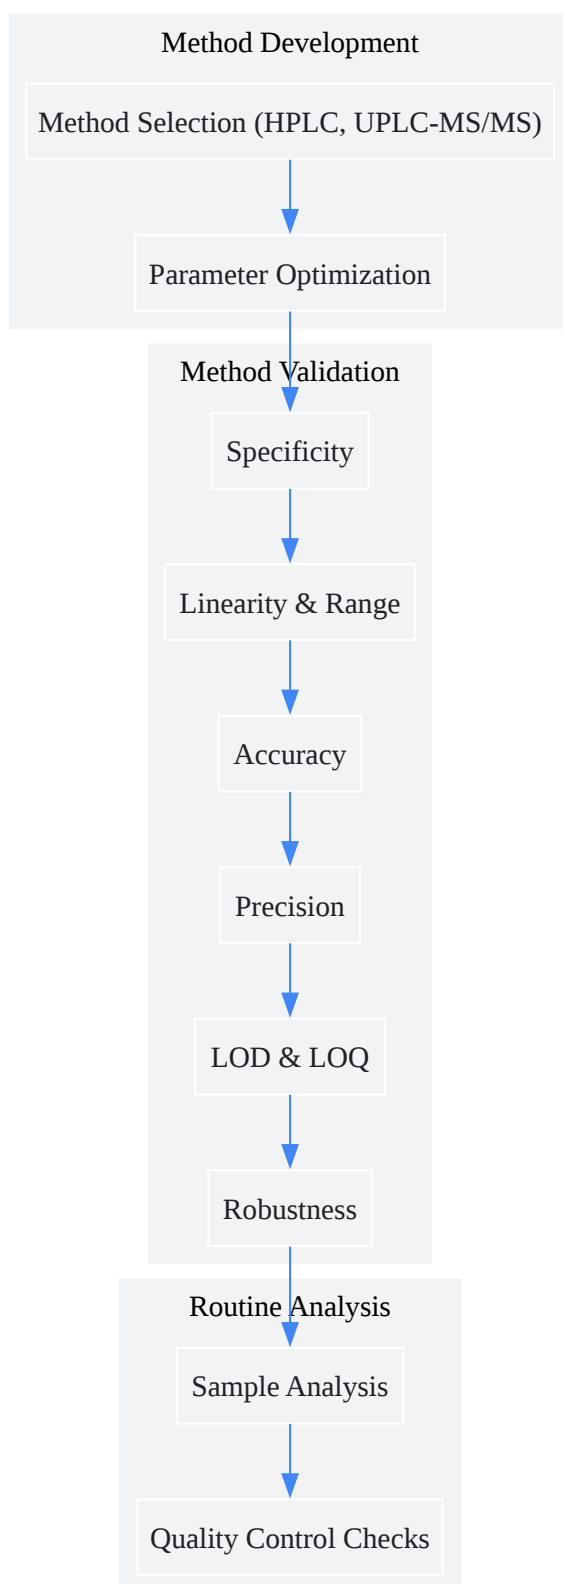 Method Development
Method Selection (HPLC, UPLC-MS/MS)
Parameter Optimization
Method Validation
Specificity
Linearity & Range
Accuracy
Precision
LOD & LOQ
Robustness
Routine Analysis
Sample Analysis
Quality Control Checks